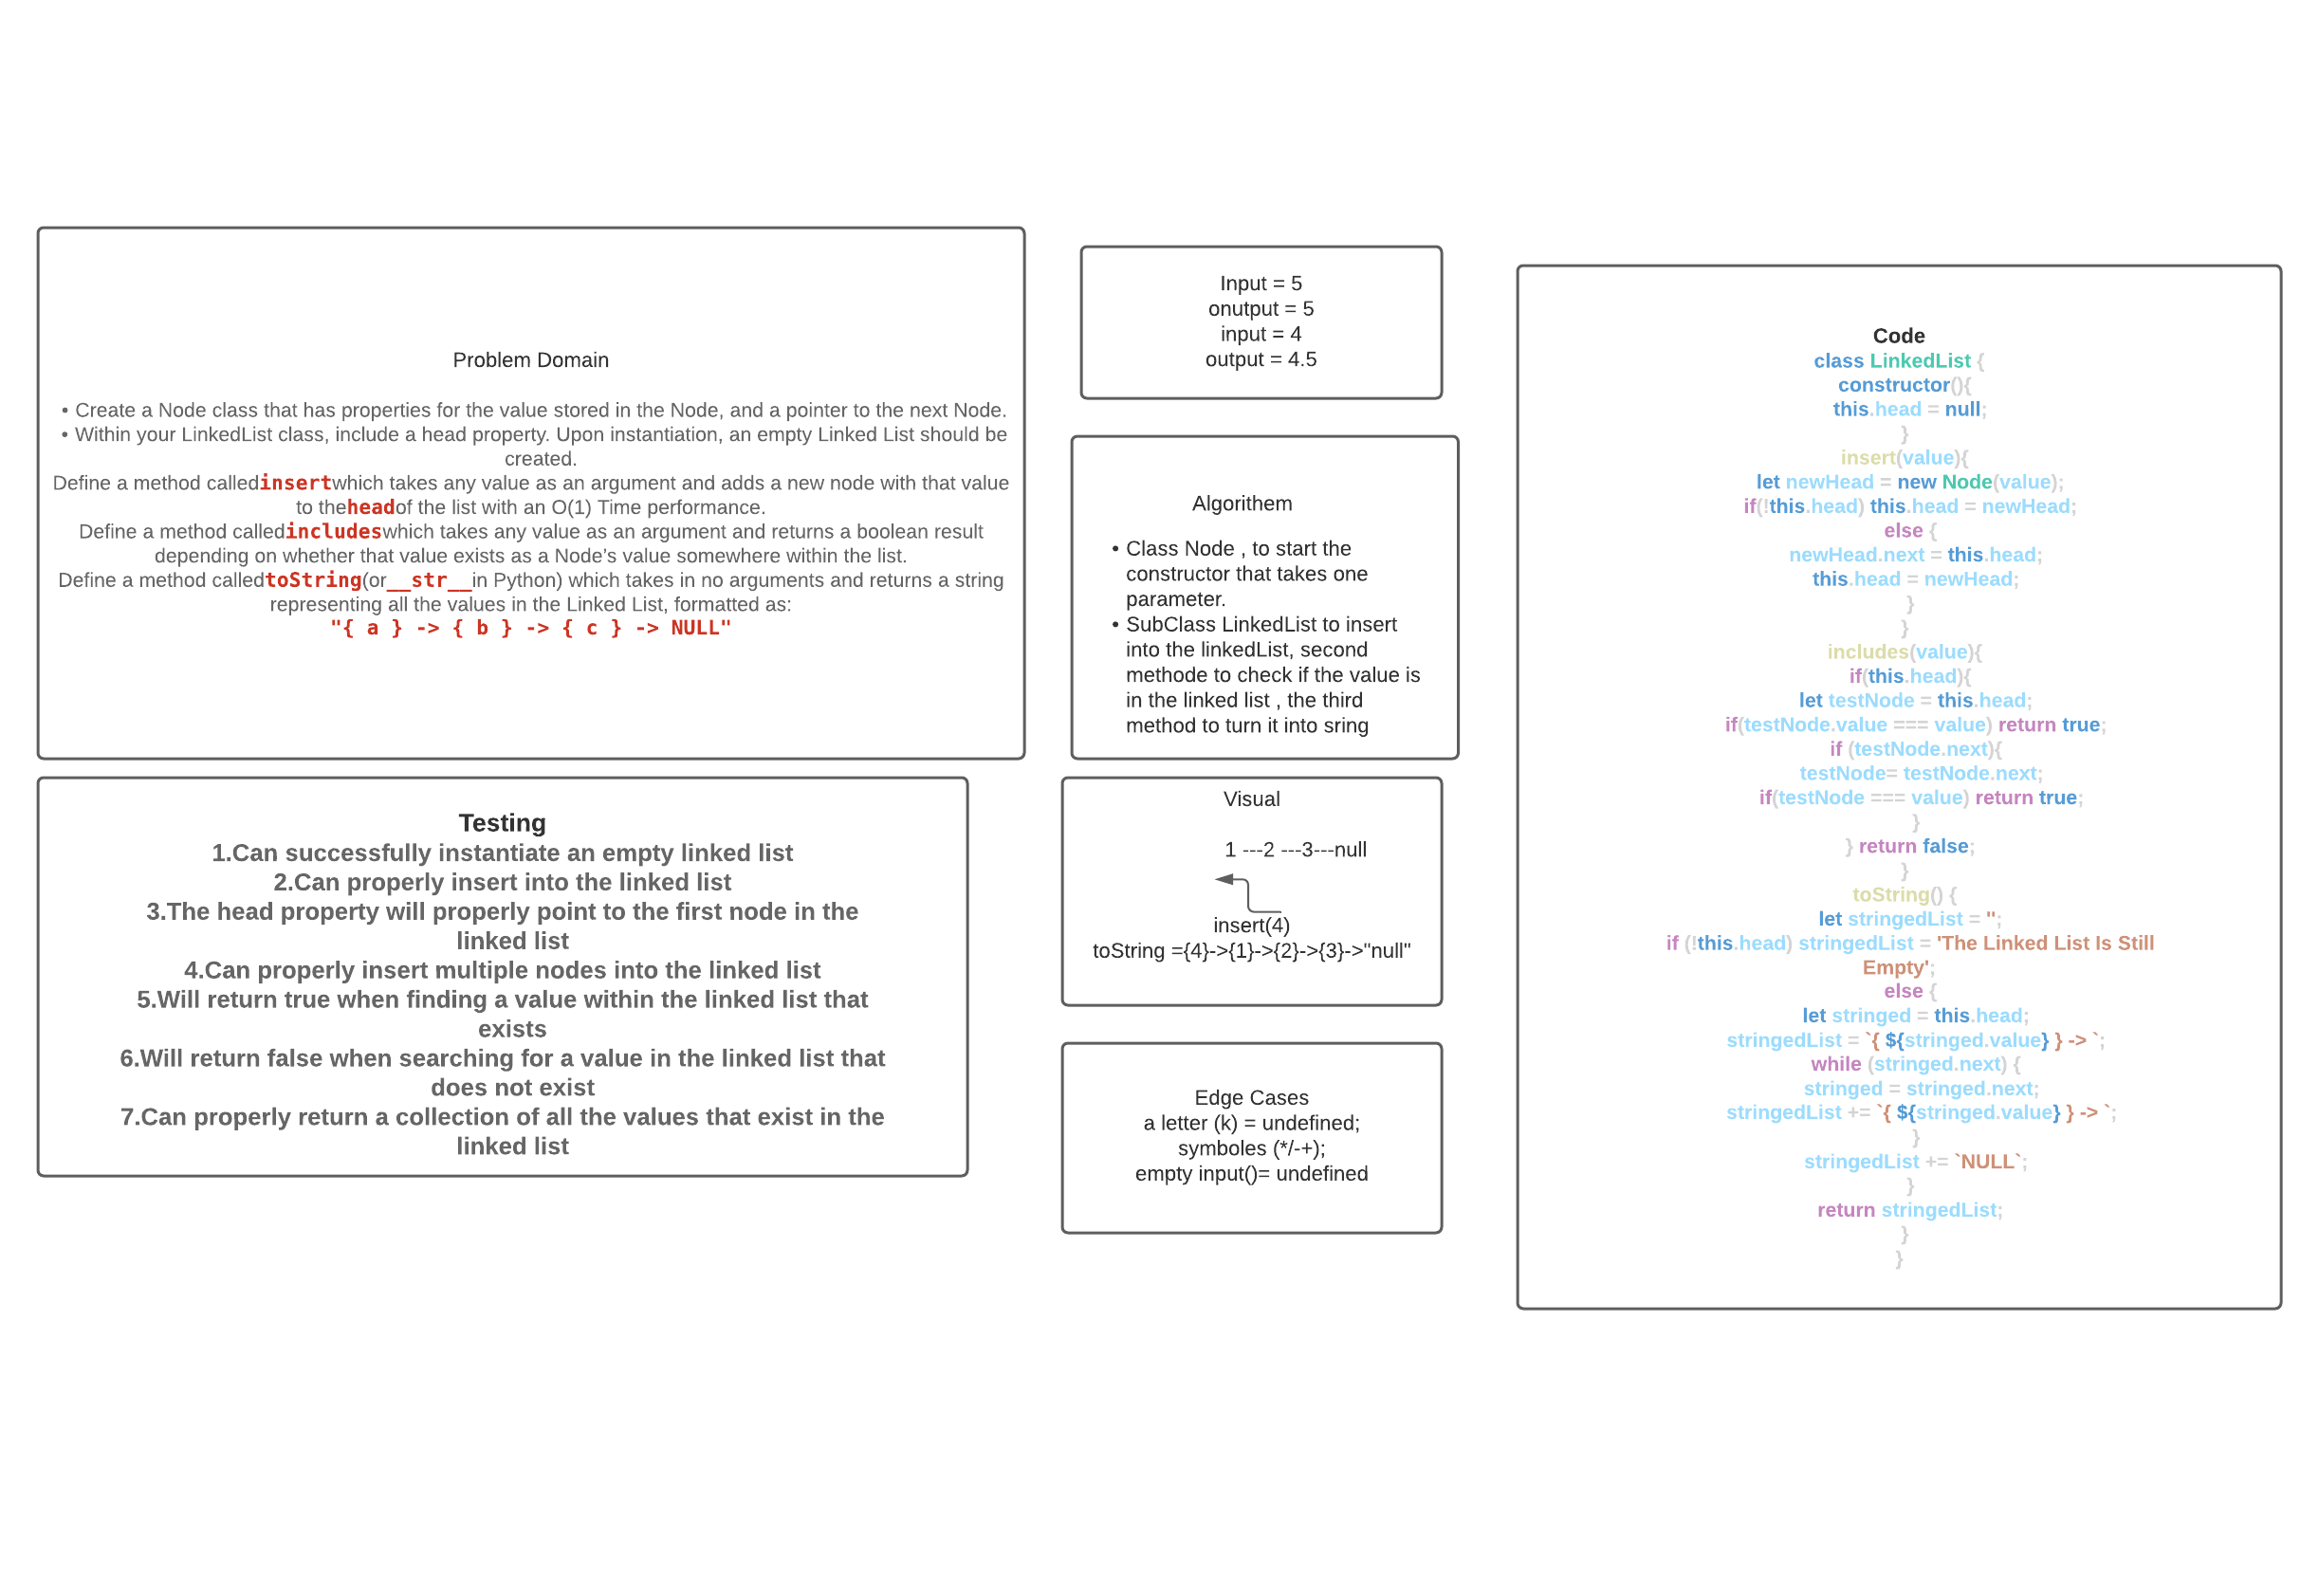 Problem Domain
• Create a Node class that has properties for the value stored in the Node, and a pointer to the next Node.
• Within your LinkedList class, include a head property. Upon instantiation, an empty Linked List should be
created.
Define a method calledinsertwhich takes any value as an argument and adds a new node with that value
to theheadof the list with an O(1) Time performance.
Define a method calledincludeswhich takes any value as an argument and returns a boolean result
depending on whether that value exists as a Node’s value somewhere within the list.
Define a method calledtoString(or__str__in Python) which takes in no arguments and returns a string
representing all the values in the Linked List, formatted as:
"{ a } -> { b } -> { c } -> NULL"
Testing
1.Can successfully instantiate an empty linked list
2.Can properly insert into the linked list
3.The head property will properly point to the first node in the
linked list
4.Can properly insert multiple nodes into the linked list
5.Will return true when finding a value within the linked list that
exists
6.Will return false when searching for a value in the linked list that
does not exist
7.Can properly return a collection of all the values that exist in the
linked list
Input = 5
onutput = 5
input = 4
output = 4.5
Algorithem
• Class Node , to start the
constructor that takes one
parameter.
• SubClass LinkedList to insert
into the linkedList, second
methode to check if the value is
in the linked list , the third
method to turn it into sring
Visual
1 ---2 ---3---null
insert(4)
toString ={4}->{1}->{2}->{3}->"null"
Edge Cases
a letter (k) = undefined;
symboles (*/-+);
empty input()= undefined
Code
class LinkedList {
constructor(){
this.head = null;
}
insert(value){
let newHead = new Node(value);
if(!this.head) this.head = newHead;
else {
newHead.next = this.head;
this.head = newHead;
}
}
includes(value){
if(this.head){
let testNode = this.head;
if(testNode.value === value) return true;
if (testNode.next){
testNode= testNode.next;
if(testNode === value) return true;
}
} return false;
}
toString() {
let stringedList = '';
if (!this.head) stringedList = 'The Linked List Is Still
Empty';
else {
let stringed = this.head;
stringedList = `{ ${stringed.value} } -> `;
while (stringed.next) {
stringed = stringed.next;
stringedList += `{ ${stringed.value} } -> `;
}
stringedList += `NULL`;
}
return stringedList;
}
}